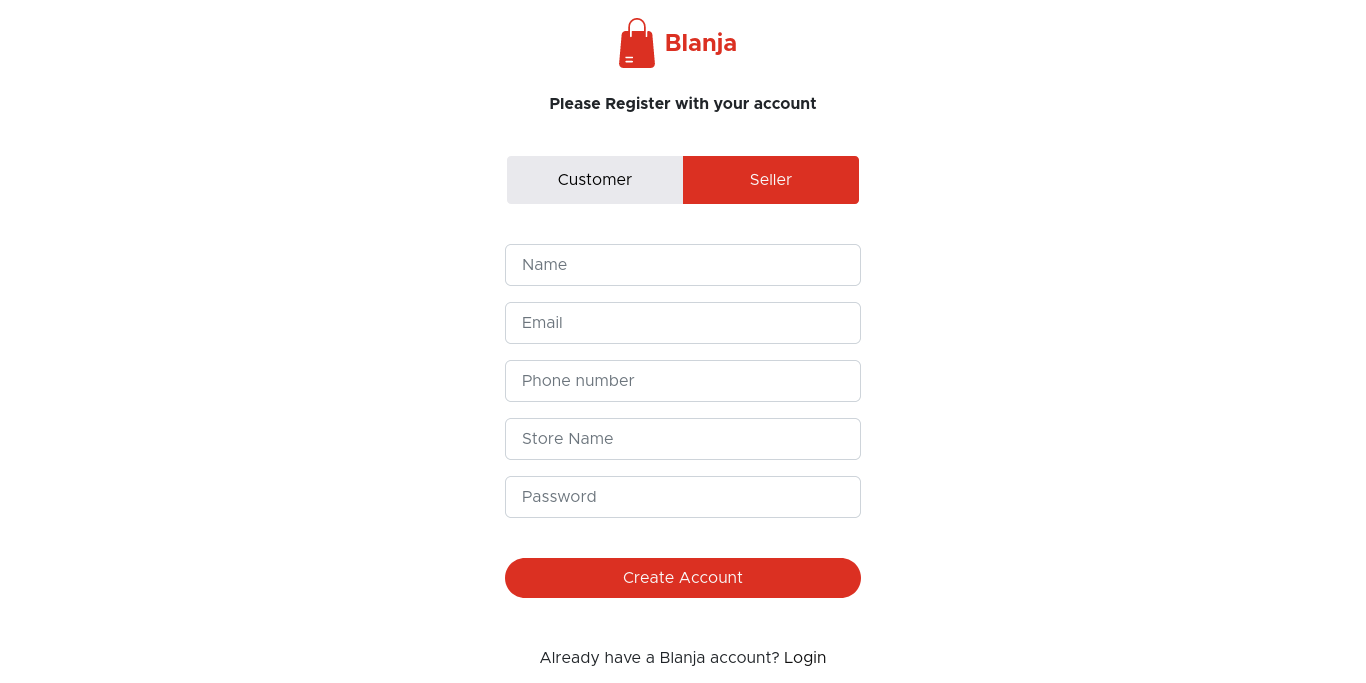 Blanja
Please Register with your account
Customer Seller
Name
Email
Phone number
Store Name
Password
Create Account
Already have a Blanja account? Login